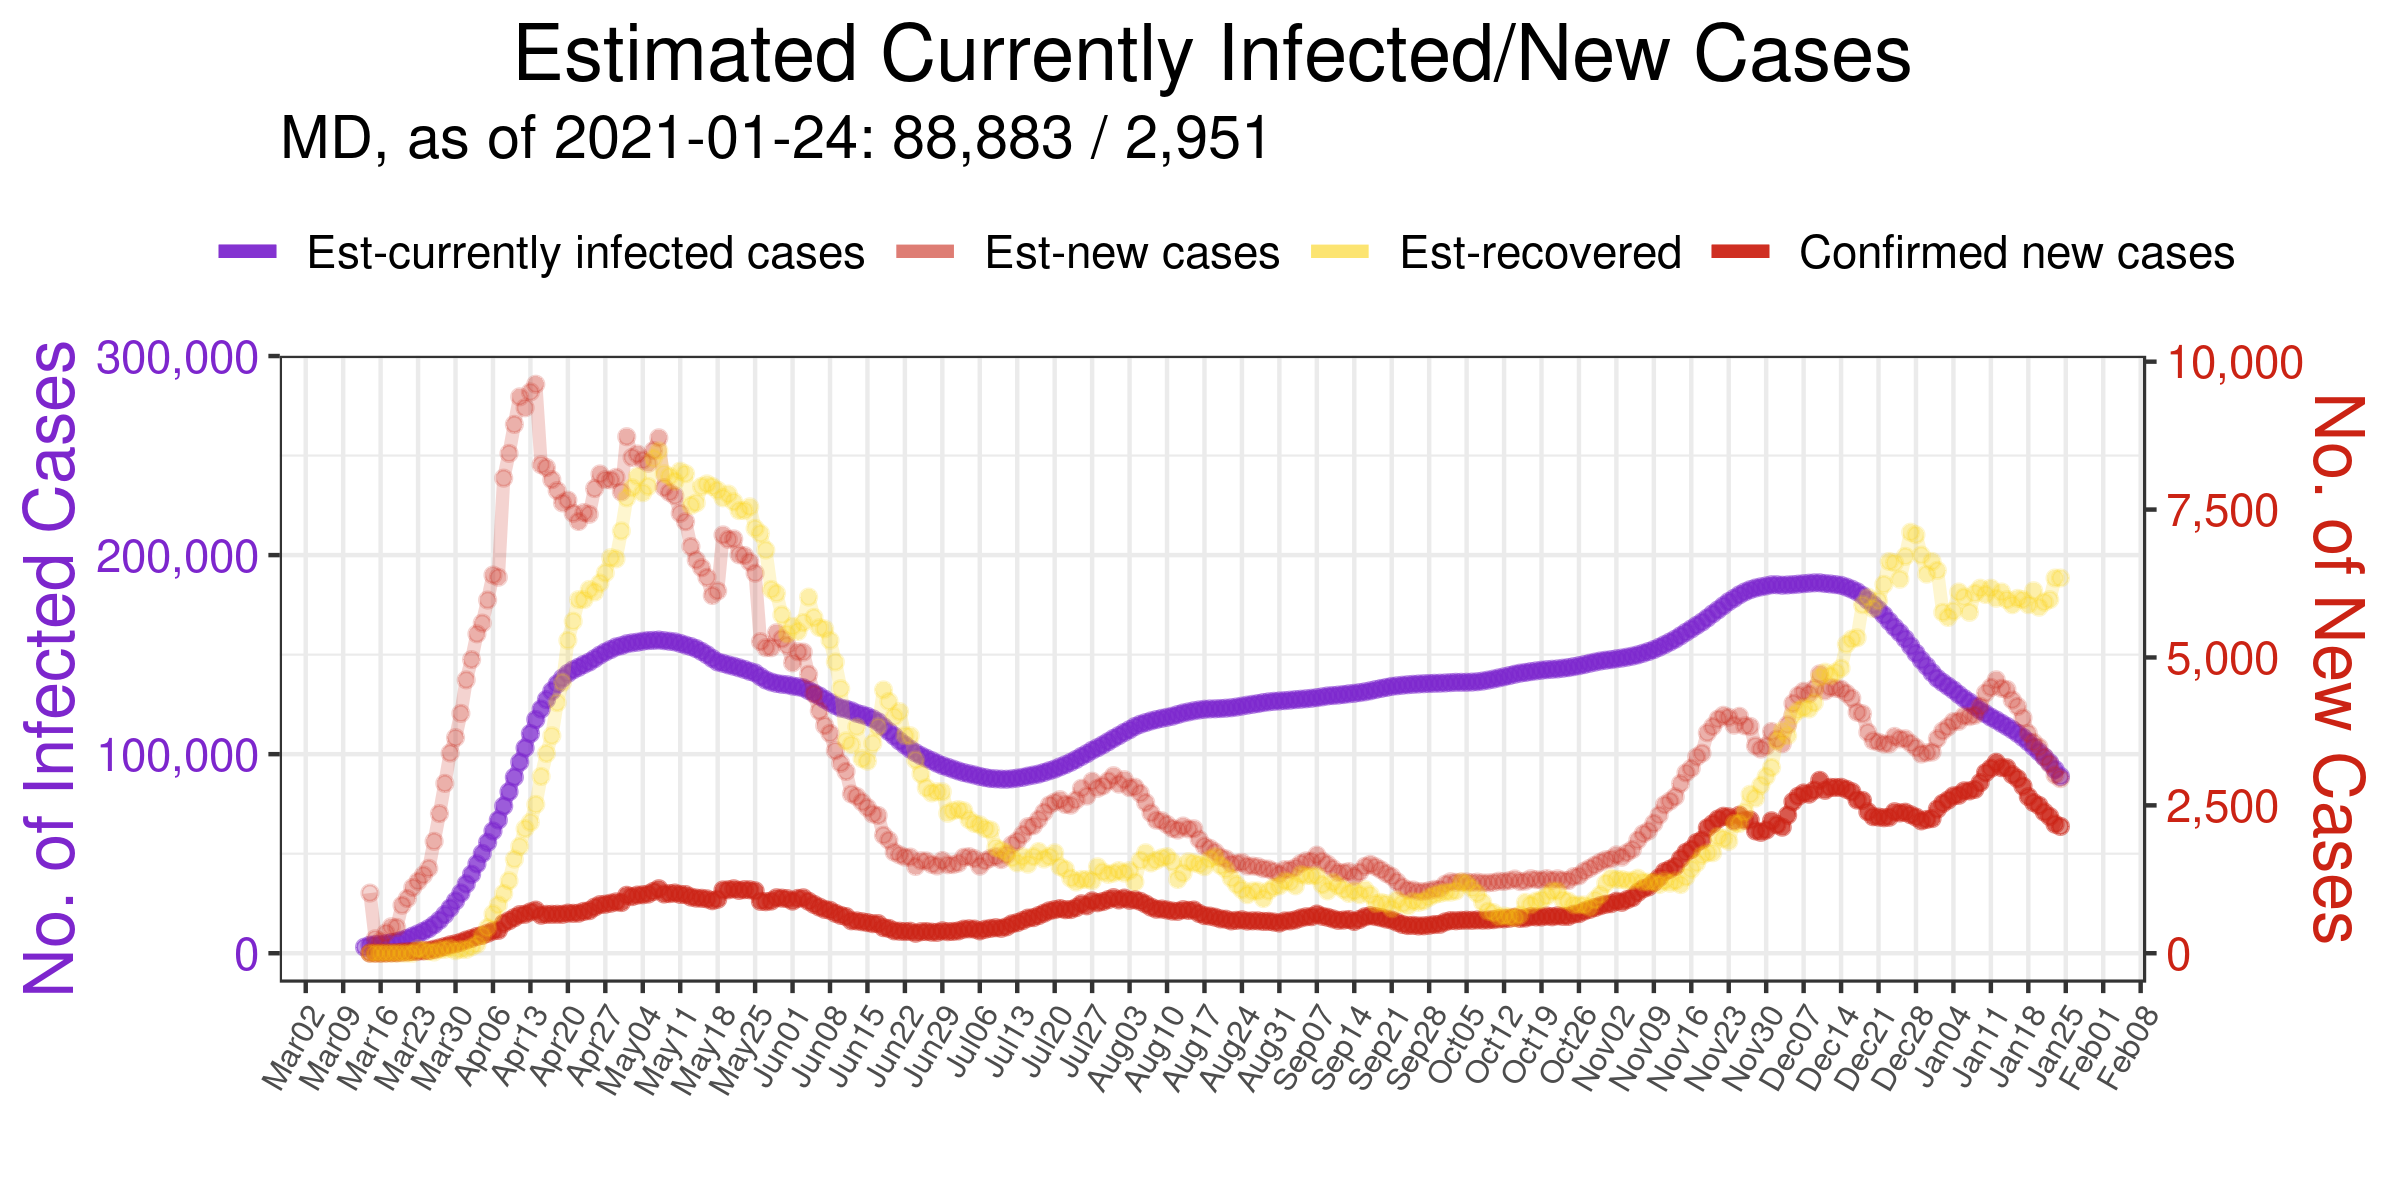 Estimated Currently Infected/New Cases
MD, as of 2021-01-24: 88,883 / 2,951
Est-currently infected cases
Est-new cases
Est-recovered
Confirmed new cases
No. of Infected Cases
300,000
200,000
100,000
0
10,000
7,500
5,000
2,500
0
No. of New Cases
Mar02
Mar09
Mar16
Mar23
Mar30
Apr06
Apr13
Apr20
Apr27
May04
May11
May18
May25
Jun01
Jun08
Jun15
Jun22
Jun29
Jul06
Jul13
Jul20
Jul27
Aug03
Aug10
Aug17
Aug24
Aug31
Sep07
Sep14
Sep21
Sep28
Oct05
Oct12
Oct19
Oct26
Nov02
Nov09
Nov16
Nov23
Nov30
Dec07
Dec14
Dec21
Dec28
Jan04
Jan11
Jan18
Jan25
Feb01
Feb08